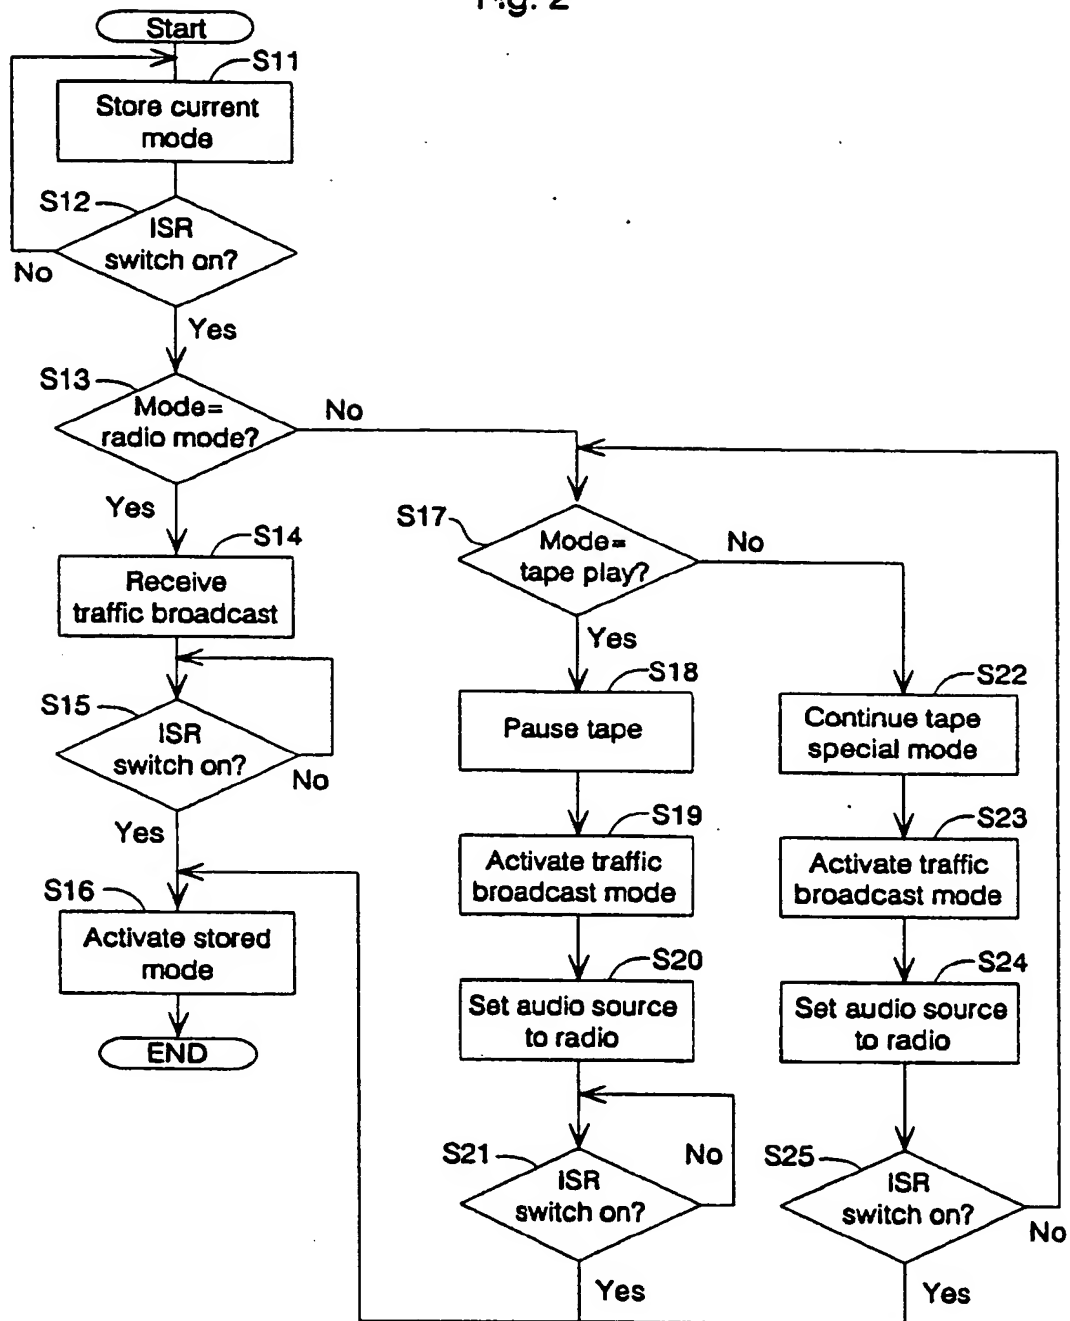 Fig. 2
Start
S11
Store current
mode
S12
ISR
switch on?
No
Yes
S13
Mode=
radio mode?
No
Yes
S14
Receive
traffic broadcast
S15
ISR
switch on?
No
Yes
S16
Activate stored
mode
END
S17
Mode=
tape play?
No
Yes
S18
Pause tape
S19
Activate traffic
broadcast mode
S20
Set audio source
to radio
S21
ISR
switch on?
No
Yes
S22
Continue tape
special mode
S23
Activate traffic
broadcast mode
S24
Set audio source
to radio
S25
ISR
switch on?
No
Yes